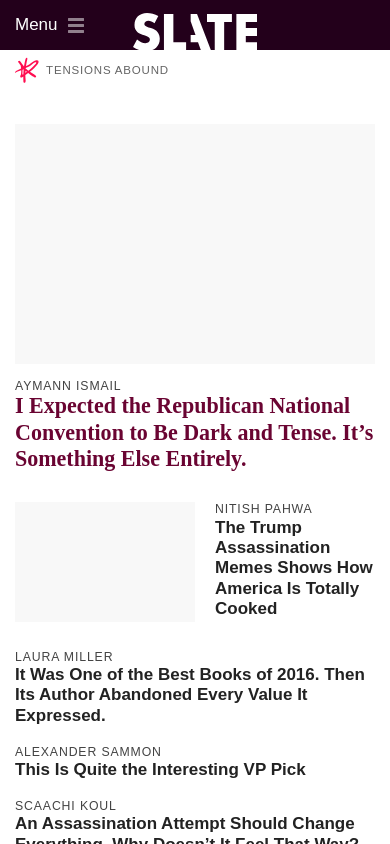 Menu
SLATE
TENSIONS ABOUND
AYMANN ISMAIL
I Expected the Republican National
Convention to Be Dark and Tense. It’s
Something Else Entirely.
NITISH PAHWA
The Trump
Assassination
Memes Shows How
America Is Totally
Cooked
LAURA MILLER
It Was One of the Best Books of 2016. Then
Its Author Abandoned Every Value It
Expressed.
ALEXANDER SAMMON
This Is Quite the Interesting VP Pick
SCAACHI KOUL
An Assassination Attempt Should Change
Everything. Why Doesn’t It Feel That Way?